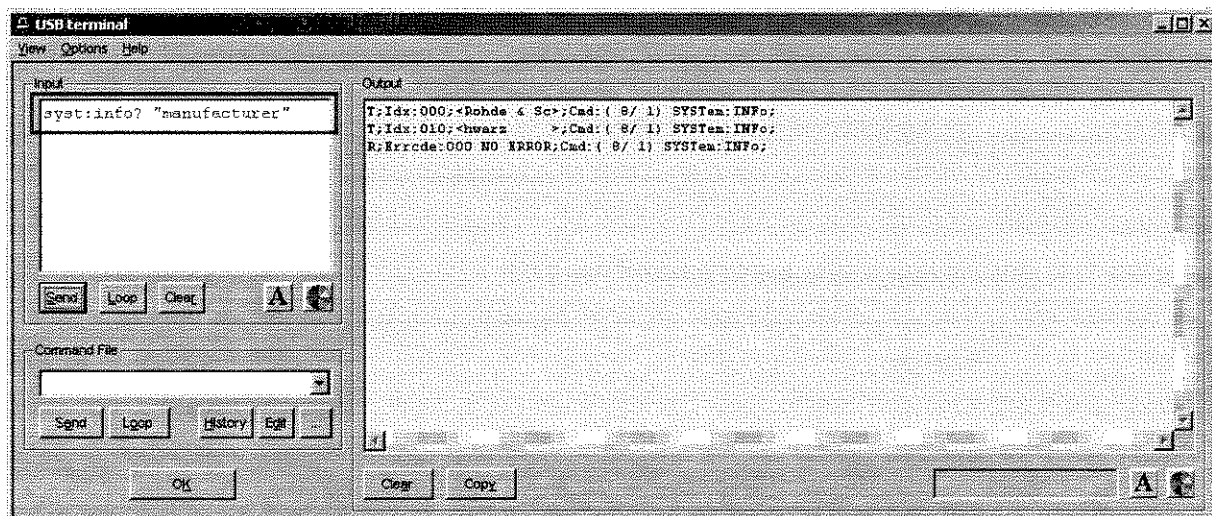 USB terminal
View Options Help
Input
syst:info? "manufacturer"
Send Loop Clear A
Command File
Send Loop History Edit ...
OK
Output
T;Idx:000;<Rohde & Sc>;Cmd:( 8/ 1) SYSTem:INFo;
T;Idx:010;<hwarz     >;Cmd:( 8/ 1) SYSTem:INFo;
R;Errcde:000 NO ERROR;Cmd:( 8/ 1) SYSTem:INFo;
Clear Copy A